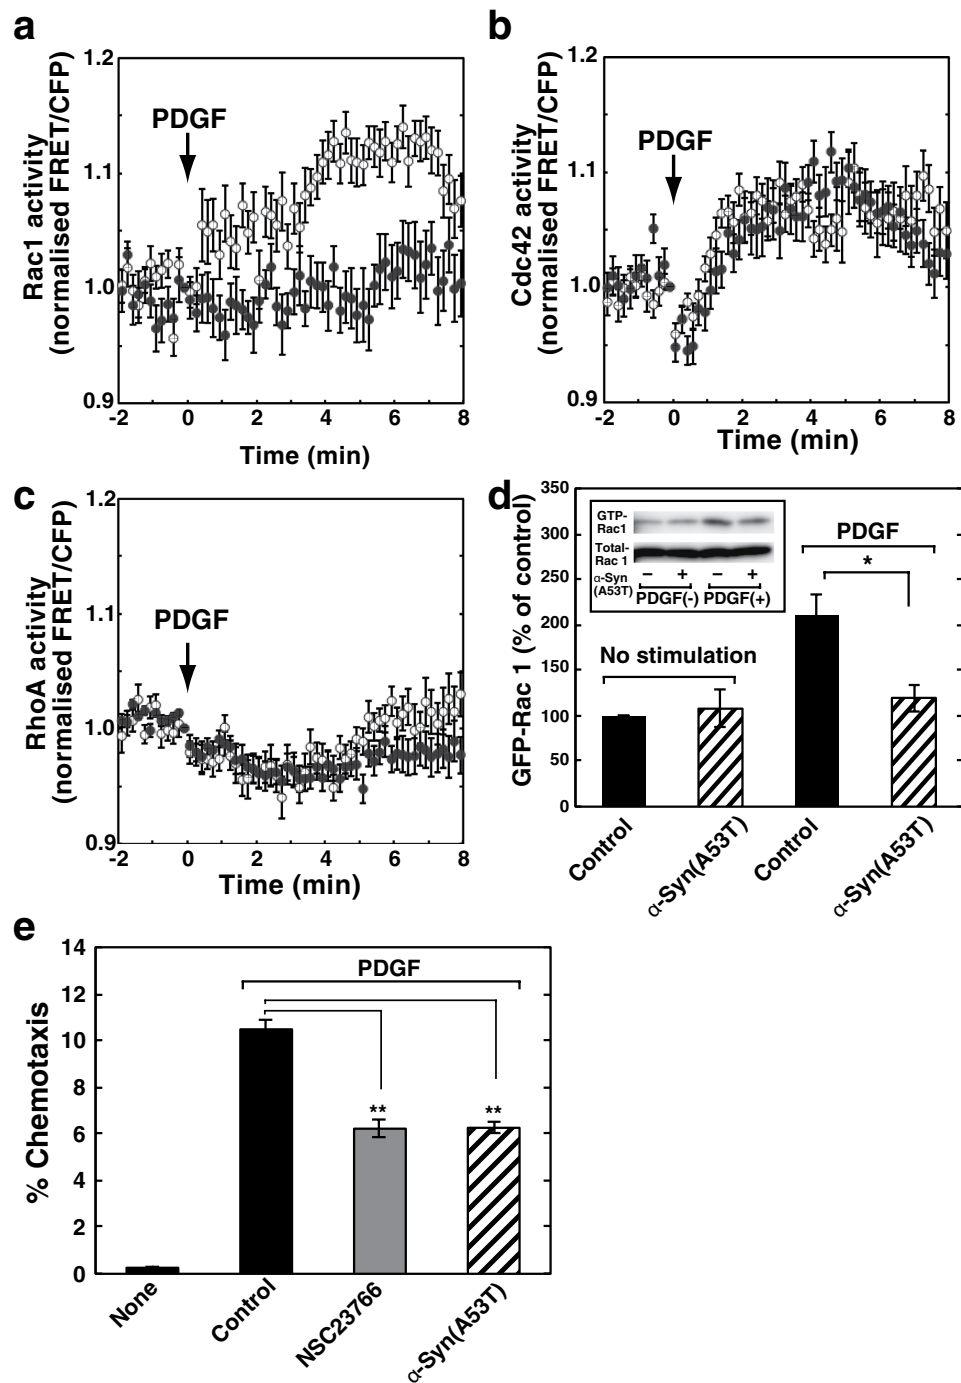 a
Rac1 activity
(normalised FRET/CFP)
1.2
1.1
1.0
0.9
PDGF
-2 0 2 4 6 8
Time (min)
b
Cdc42 activity
(normalised FRET/CFP)
1.2
1.1
1.0
0.9
PDGF
-2 0 2 4 6 8
Time (min)
c
RhoA activity
(normalised FRET/CFP)
1.2
1.1
1.0
0.9
PDGF
-2 0 2 4 6 8
Time (min)
d
GFP-Rac 1 (% of control)
350
300
250
200
150
100
50
0
GTP-
Rac1
Total-
Rac 1
α-Syn
(A53T)
− + − +
PDGF(-) PDGF(+)
PDGF
*
No stimulation
Control
α-Syn(A53T)
Control
α-Syn(A53T)
e
% Chemotaxis
14
12
10
8
6
4
2
0
PDGF
** **
None
Control
NSC23766
α-Syn(A53T)